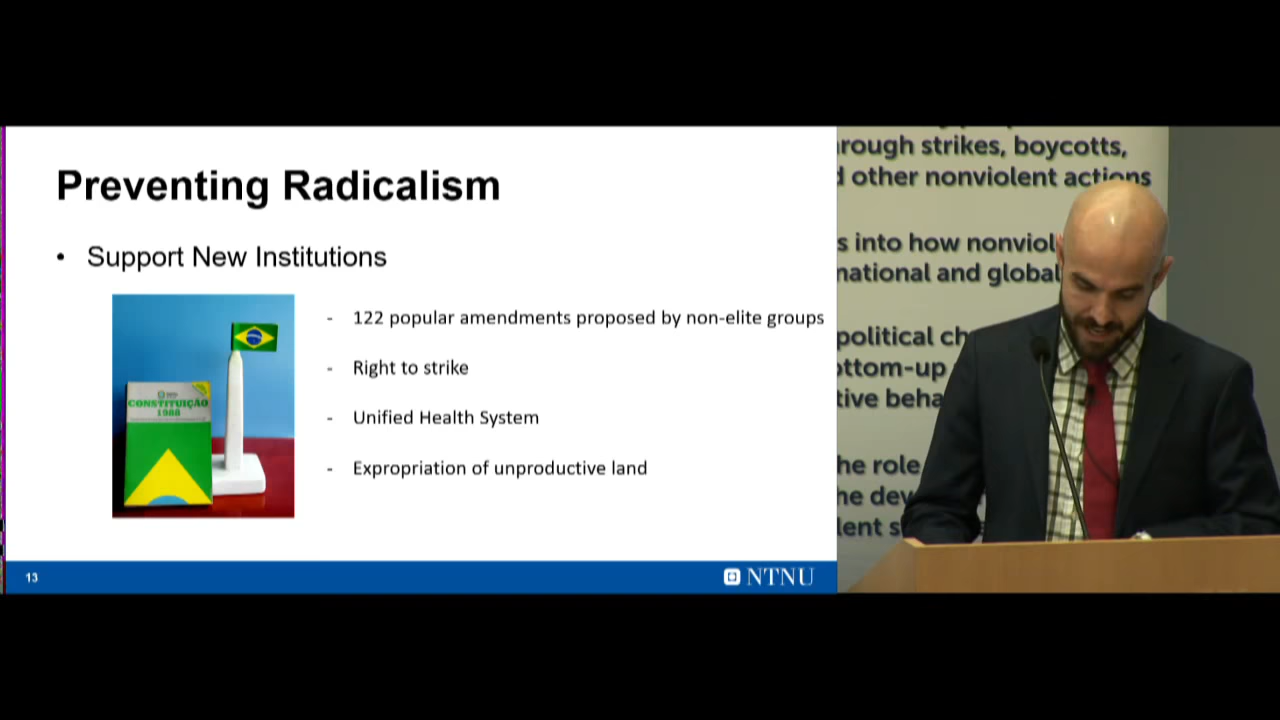 Preventing Radicalism
• Support New Institutions
CONSTITUIÇÃO
1988
- 122 popular amendments proposed by non-elite groups
- Right to strike
- Unified Health System
- Expropriation of unproductive land
13
NTNU
rough strikes, boycotts,
other nonviolent actions
into how nonviol
national and global
political ch
ttom-up
tive beha
he role
he dev
lent s